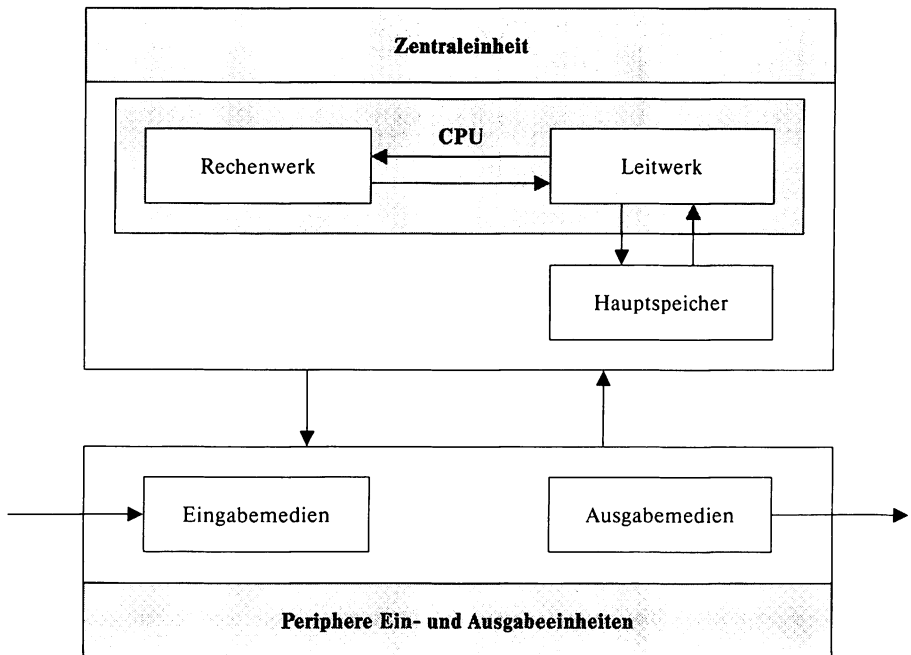 Zentraleinheit
CPU
Rechenwerk
Leitwerk
Hauptspeicher
Eingabemedien
Ausgabemedien
Periphere Ein- und Ausgabeeinheiten